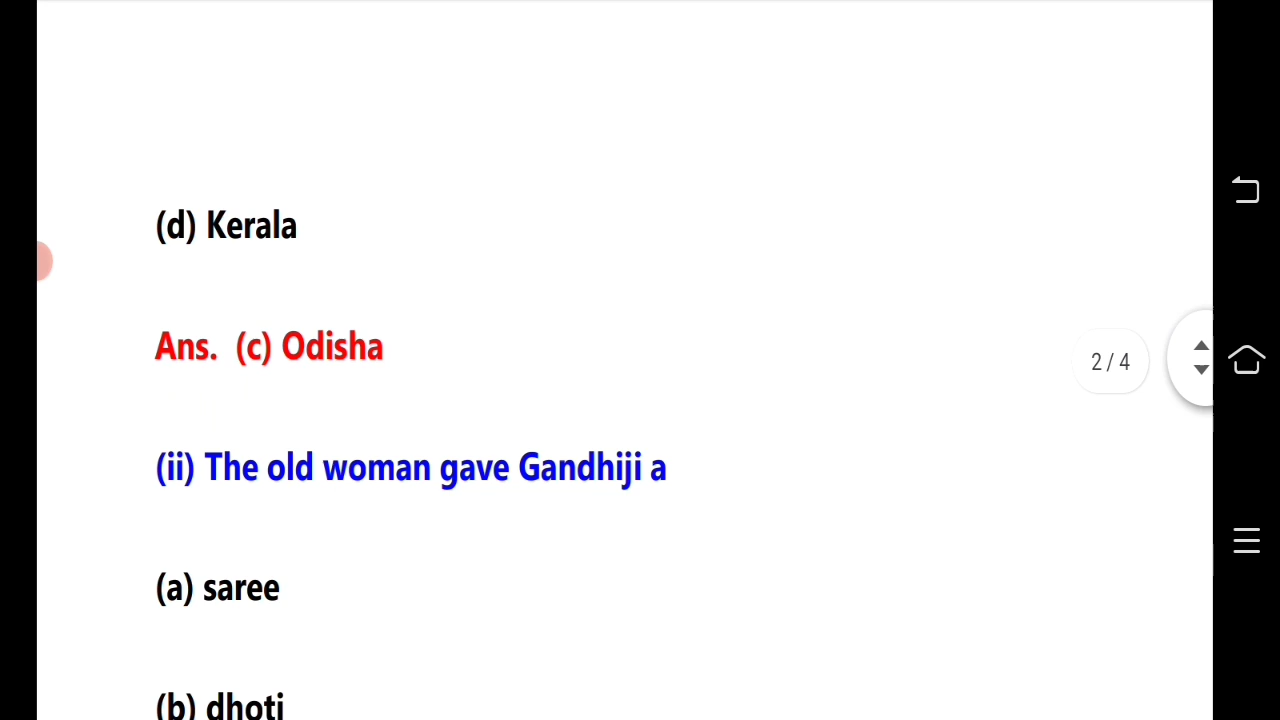 (d) Kerala
Ans. (c) Odisha
2 / 4
(ii) The old woman gave Gandhiji a
(a) saree
(b) dhoti